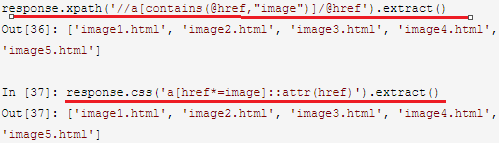 response.xpath('//a[contains(@href,"image")]/@href').extract()
Out[36]: ['image1.html', 'image2.html', 'image3.html', 'image4.html',
'image5.html']
In [37]: response.css('a[href*=image]::attr(href)').extract()
Out[37]: ['image1.html', 'image2.html', 'image3.html', 'image4.html',
'image5.html']